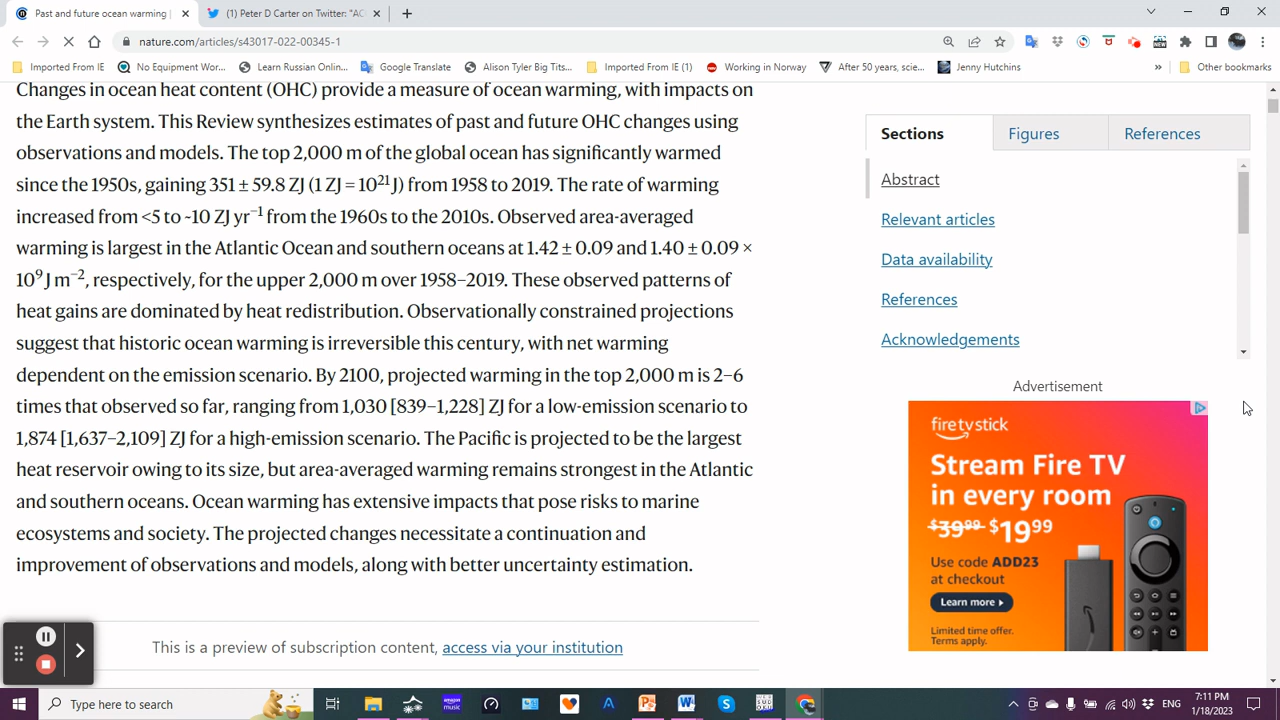 Past and future ocean warming |
(1) Peter D Carter on Twitter: "AC
nature.com/articles/s43017-022-00345-1
Imported From IE
No Equipment Wor...
Learn Russian Onlin...
Google Translate
Alison Tyler Big Tits...
Imported From IE (1)
Working in Norway
After 50 years, scie...
Jenny Hutchins
»
Other bookmarks
Changes in ocean heat content (OHC) provide a measure of ocean warming, with impacts on
the Earth system. This Review synthesizes estimates of past and future OHC changes using
observations and models. The top 2,000 m of the global ocean has significantly warmed
since the 1950s, gaining 351 ± 59.8 ZJ (1 ZJ = 10²¹ J) from 1958 to 2019. The rate of warming
increased from <5 to ~10 ZJ yr⁻¹ from the 1960s to the 2010s. Observed area-averaged
warming is largest in the Atlantic Ocean and southern oceans at 1.42 ± 0.09 and 1.40 ± 0.09 ×
10⁹ J m⁻², respectively, for the upper 2,000 m over 1958–2019. These observed patterns of
heat gains are dominated by heat redistribution. Observationally constrained projections
suggest that historic ocean warming is irreversible this century, with net warming
dependent on the emission scenario. By 2100, projected warming in the top 2,000 m is 2–6
times that observed so far, ranging from 1,030 [839–1,228] ZJ for a low-emission scenario to
1,874 [1,637–2,109] ZJ for a high-emission scenario. The Pacific is projected to be the largest
heat reservoir owing to its size, but area-averaged warming remains strongest in the Atlantic
and southern oceans. Ocean warming has extensive impacts that pose risks to marine
ecosystems and society. The projected changes necessitate a continuation and
improvement of observations and models, along with better uncertainty estimation.
This is a preview of subscription content, access via your institution
Sections
Figures
References
Abstract
Relevant articles
Data availability
References
Acknowledgements
Advertisement
firetvstick
Stream Fire TV
in every room
$39⁹⁹ $19⁹⁹
Use code ADD23
at checkout
Learn more
Limited time offer.
Terms apply.
Type here to search
amazon
music
ENG
7:11 PM
1/18/2023